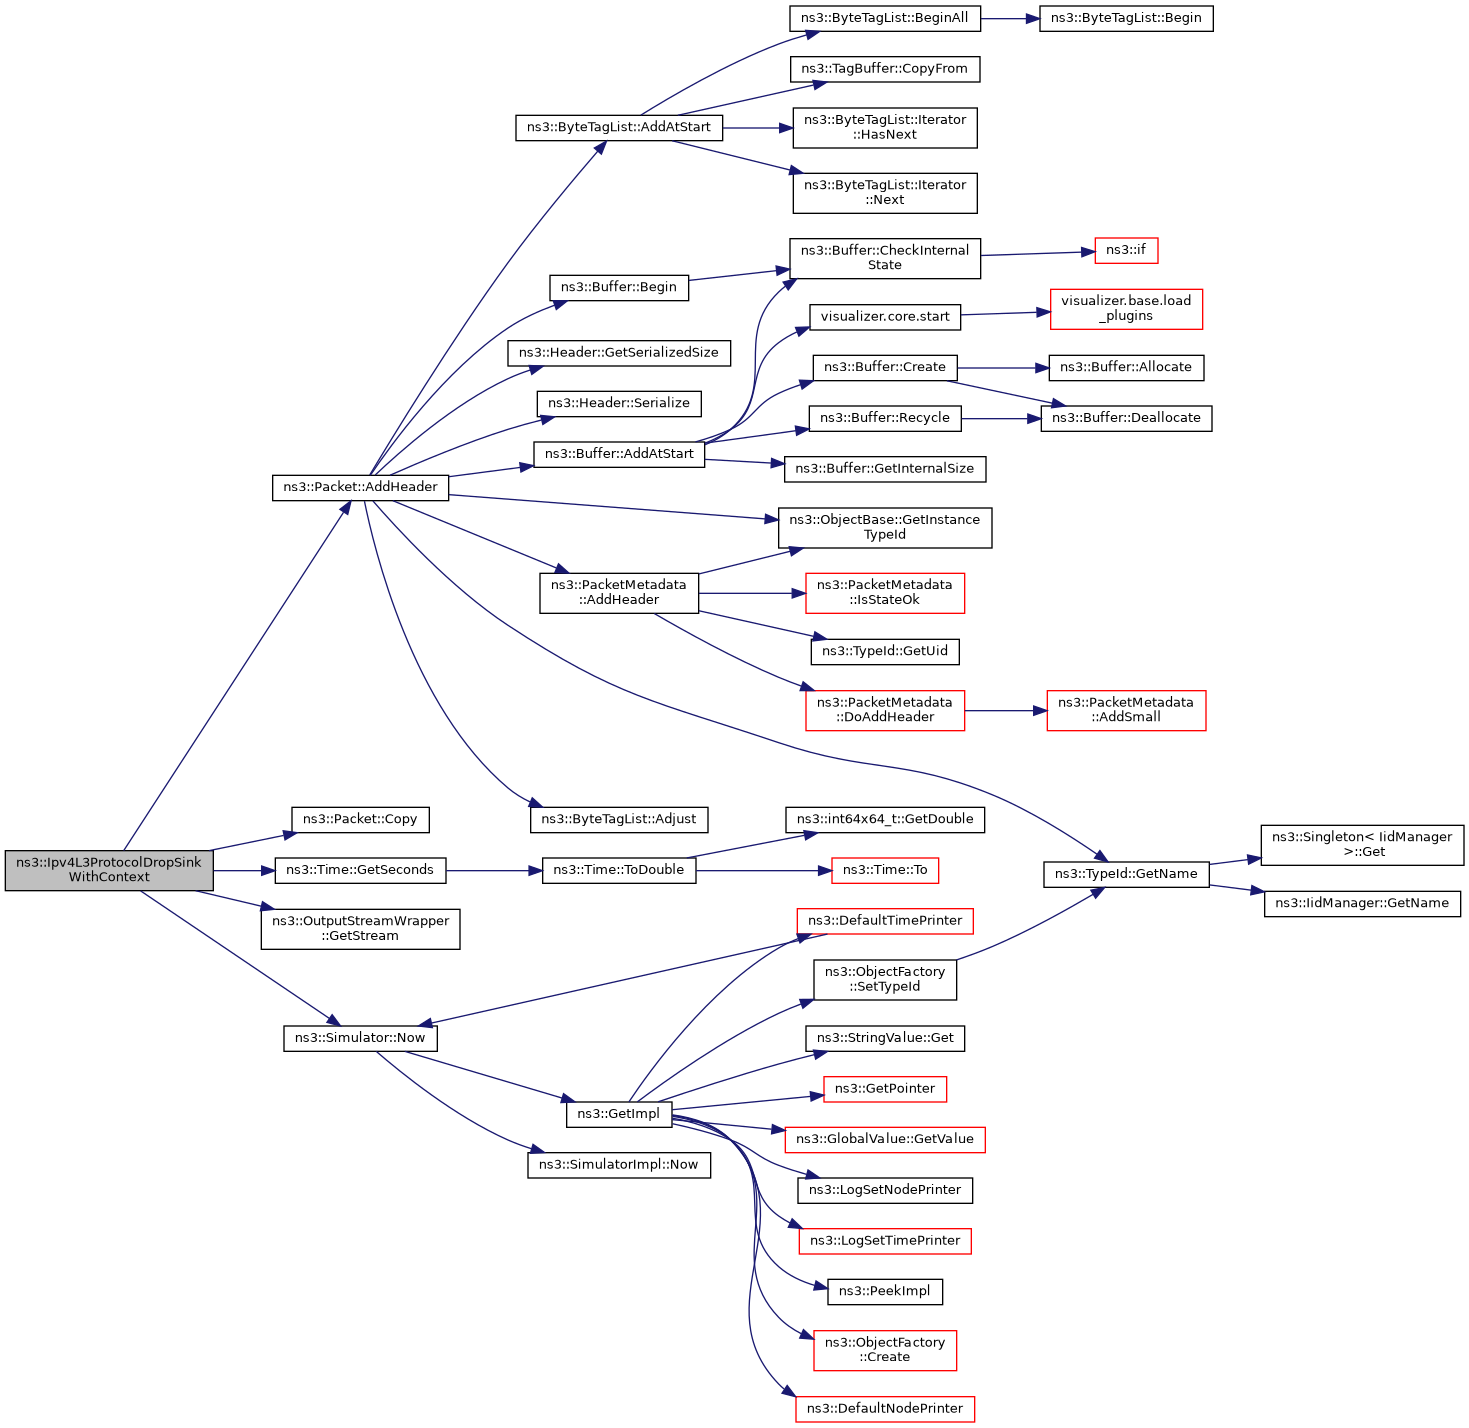 ns3::ByteTagList::BeginAll
ns3::ByteTagList::Begin
ns3::TagBuffer::CopyFrom
ns3::ByteTagList::AddAtStart
ns3::ByteTagList::Iterator
::HasNext
ns3::ByteTagList::Iterator
::Next
ns3::Buffer::CheckInternal
State
ns3::if
ns3::Buffer::Begin
visualizer.base.load
_plugins
visualizer.core.start
ns3::Header::GetSerializedSize
ns3::Buffer::Create
ns3::Buffer::Allocate
ns3::Header::Serialize
ns3::Buffer::Recycle
ns3::Buffer::Deallocate
ns3::Buffer::AddAtStart
ns3::Buffer::GetInternalSize
ns3::Packet::AddHeader
ns3::ObjectBase::GetInstance
TypeId
ns3::PacketMetadata
::AddHeader
ns3::PacketMetadata
::IsStateOk
ns3::TypeId::GetUid
ns3::PacketMetadata
::DoAddHeader
ns3::PacketMetadata
::AddSmall
ns3::Packet::Copy
ns3::ByteTagList::Adjust
ns3::int64x64_t::GetDouble
ns3::Singleton< IidManager
>::Get
ns3::Ipv4L3ProtocolDropSink
WithContext
ns3::Time::GetSeconds
ns3::Time::ToDouble
ns3::Time::To
ns3::TypeId::GetName
ns3::IidManager::GetName
ns3::OutputStreamWrapper
::GetStream
ns3::DefaultTimePrinter
ns3::ObjectFactory
::SetTypeId
ns3::Simulator::Now
ns3::StringValue::Get
ns3::GetPointer
ns3::GetImpl
ns3::GlobalValue::GetValue
ns3::SimulatorImpl::Now
ns3::LogSetNodePrinter
ns3::LogSetTimePrinter
ns3::PeekImpl
ns3::ObjectFactory
::Create
ns3::DefaultNodePrinter